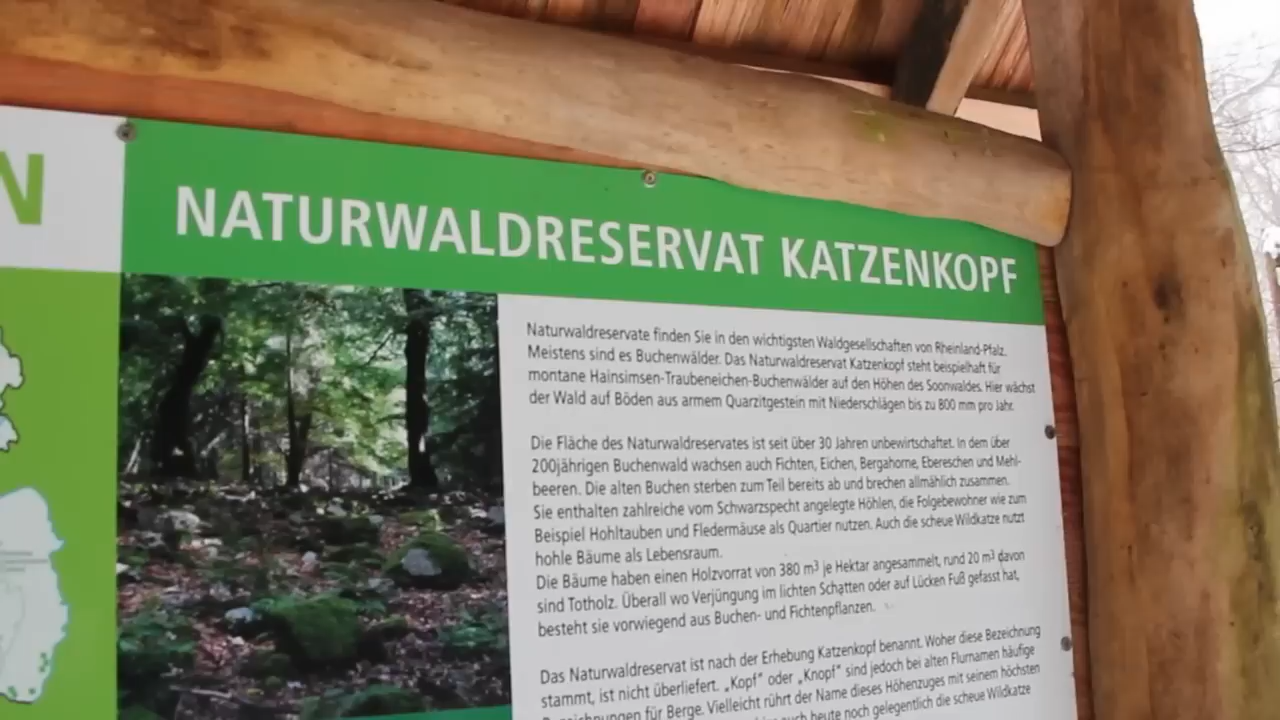 N
NATURWALDRESERVAT KATZENKOPF
Naturwaldreservate finden Sie in den wichtigsten Waldgesellschaften von Rheinland-Pfalz.
Meistens sind es Buchenwälder. Das Naturwaldreservat Katzenkopf steht beispielhaft für
montane Hainsimsen-Traubeneichen-Buchenwälder auf den Höhen des Soonwaldes. Hier wächst
der Wald auf Böden aus armem Quarzitgestein mit Niederschlägen bis zu 800 mm pro Jahr.
Die Fläche des Naturwaldreservates ist seit über 30 Jahren unbewirtschaftet. In dem über
200jährigen Buchenwald wachsen auch Fichten, Eichen, Bergahorne, Ebereschen und Mehl-
beeren. Die alten Buchen sterben zum Teil bereits ab und brechen allmählich zusammen.
Sie enthalten zahlreiche vom Schwarzspecht angelegte Höhlen, die Folgebewohner wie zum
Beispiel Hohltauben und Fledermäuse als Quartier nutzen. Auch die scheue Wildkatze nutzt
hohle Bäume als Lebensraum.
Die Bäume haben einen Holzvorrat von 380 m³ je Hektar angesammelt, rund 20 m³ davon
sind Totholz. Überall wo Verjüngung im lichten Schatten oder auf Lücken Fuß gefasst hat,
besteht sie vorwiegend aus Buchen- und Fichtenpflanzen.
Das Naturwaldreservat ist nach der Erhebung Katzenkopf benannt. Woher diese Bezeichnung
stammt, ist nicht überliefert. „Kopf" oder „Knopf" sind jedoch bei alten Flurnamen häufige
Bezeichnungen für Berge. Vielleicht rührt der Name dieses Höhenzuges mit seinem höchsten
auch heute noch gelegentlich die scheue Wildkatze